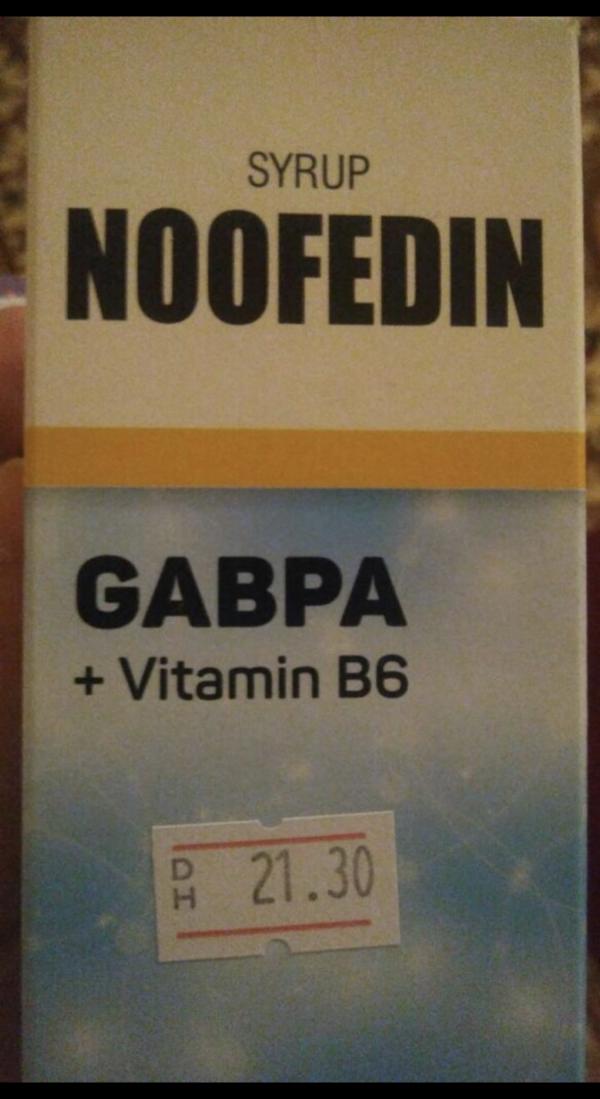 SYRUP
NOOFEDIN
GABPA
+ Vitamin B6
DH 21.30